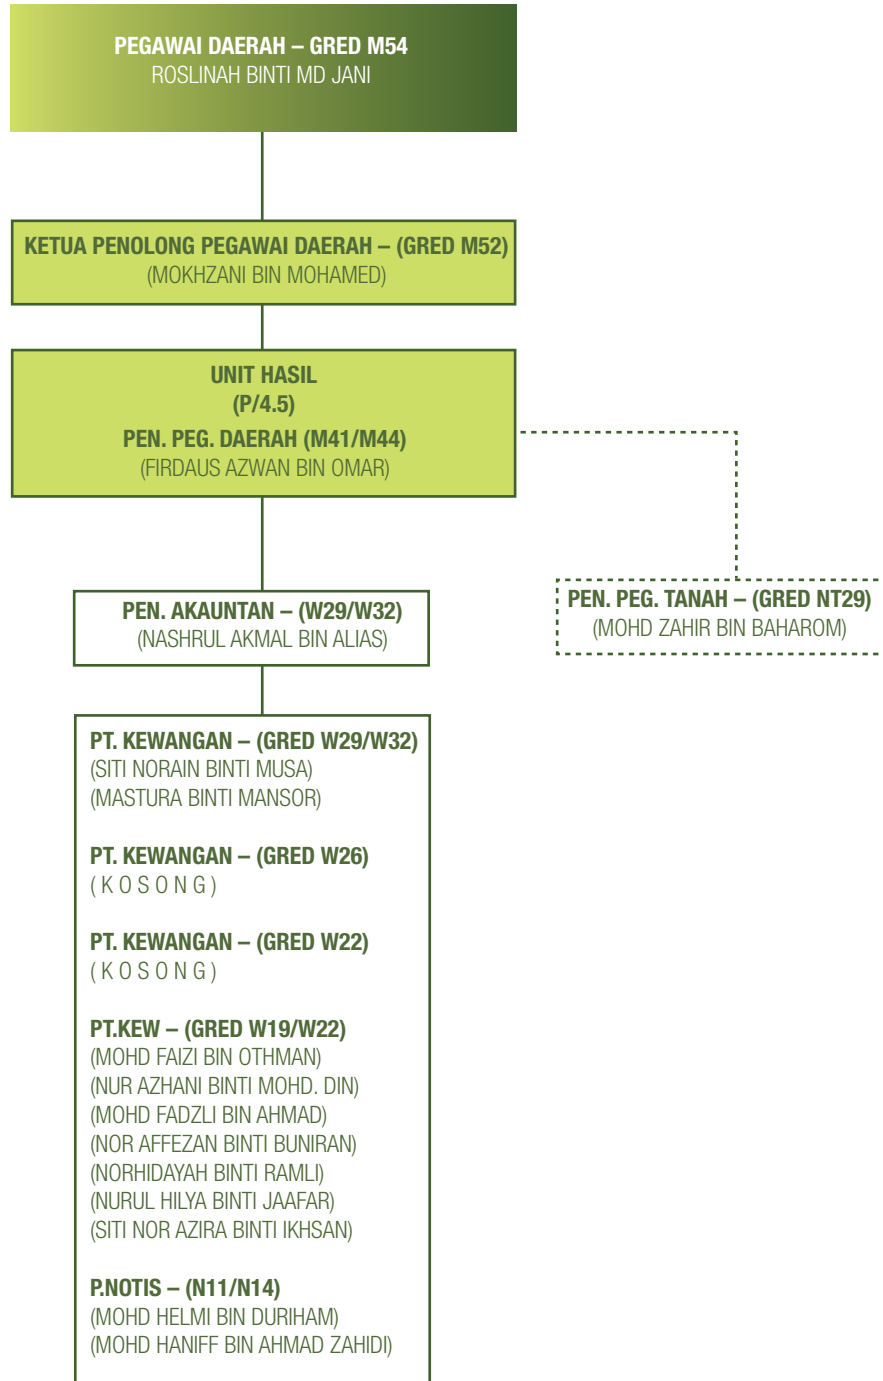 PEGAWAI DAERAH – GRED M54
ROSLINAH BINTI MD JANI
KETUA PENOLONG PEGAWAI DAERAH – (GRED M52)
(MOKHZANI BIN MOHAMED)
UNIT HASIL
(P/4.5)
PEN. PEG. DAERAH (M41/M44)
(FIRDAUS AZWAN BIN OMAR)
PEN. AKAUNTAN – (W29/W32)
(NASHRUL AKMAL BIN ALIAS)
PEN. PEG. TANAH – (GRED NT29)
(MOHD ZAHIR BIN BAHAROM)
PT. KEWANGAN – (GRED W29/W32)
(SITI NORAIN BINTI MUSA)
(MASTURA BINTI MANSOR)
PT. KEWANGAN – (GRED W26)
( K O S O N G )
PT. KEWANGAN – (GRED W22)
( K O S O N G )
PT.KEW – (GRED W19/W22)
(MOHD FAIZI BIN OTHMAN)
(NUR AZHANI BINTI MOHD. DIN)
(MOHD FADZLI BIN AHMAD)
(NOR AFFEZAN BINTI BUNIRAN)
(NORHIDAYAH BINTI RAMLI)
(NURUL HILYA BINTI JAAFAR)
(SITI NOR AZIRA BINTI IKHSAN)
P.NOTIS – (N11/N14)
(MOHD HELMI BIN DURIHAM)
(MOHD HANIFF BIN AHMAD ZAHIDI)